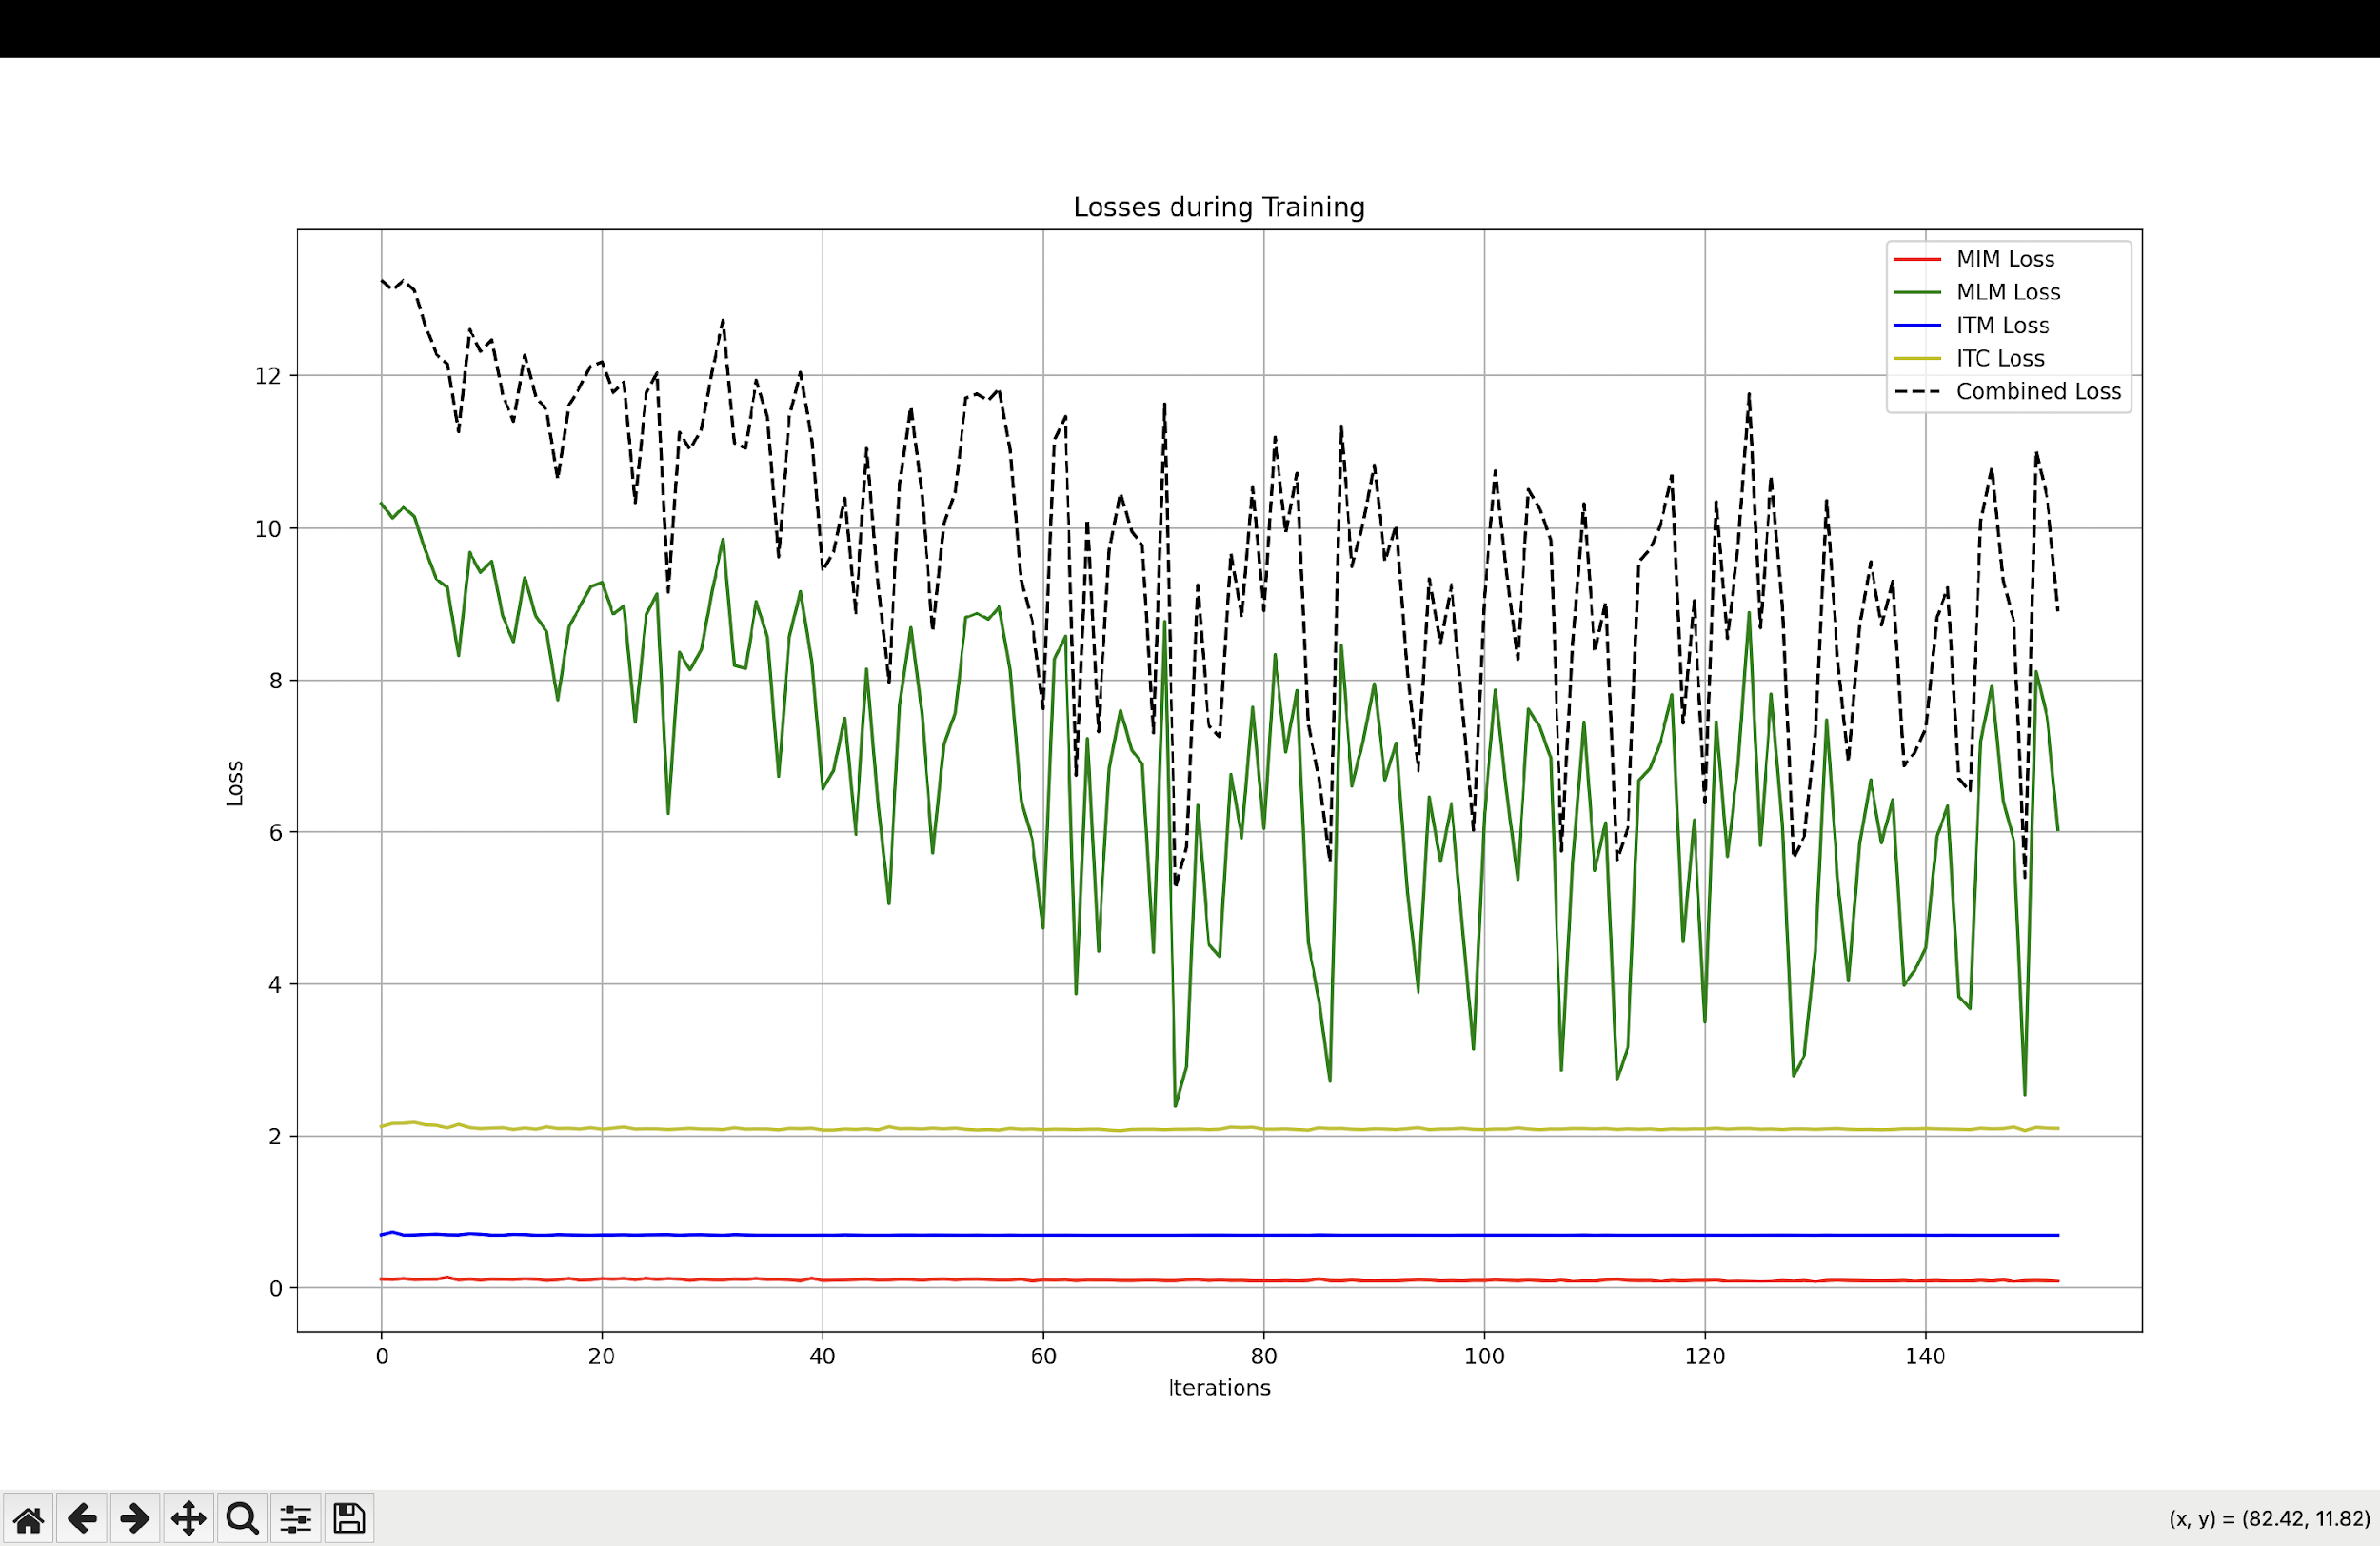 Losses during Training
MIM Loss
MLM Loss
ITM Loss
ITC Loss
Combined Loss
12
10
8
6
4
2
0
Loss
0 20 40 60 80 100 120 140
Iterations
(x, y) = (82.42, 11.82)